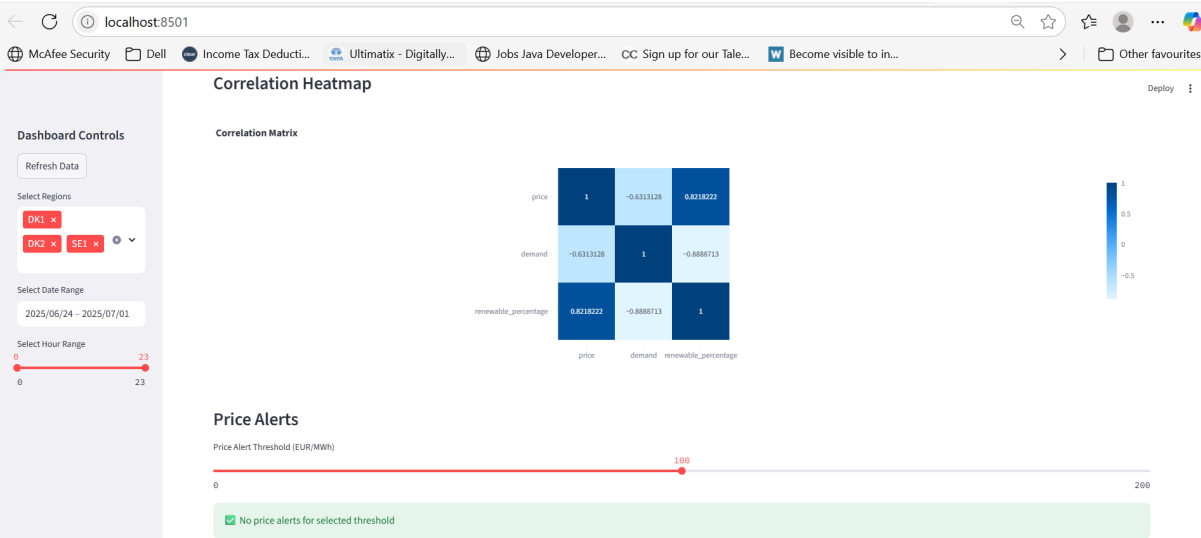 localhost:8501
McAfee Security Dell Income Tax Deducti... Ultimatix - Digitally... Jobs Java Developer... CC Sign up for our Tale... W Become visible to in... Other favourites
Correlation Heatmap
Deploy
Dashboard Controls
Refresh Data
Select Regions
DK1 ×
DK2 × SE1 ×
Select Date Range
2025/06/24 – 2025/07/01
Select Hour Range
0 23
0 23
Correlation Matrix
price 1 −0.6313128 0.8218222
demand −0.6313128 1 −0.8888713
renewable_percentage 0.8218222 −0.8888713 1
price demand renewable_percentage
1
0.5
0
−0.5
Price Alerts
Price Alert Threshold (EUR/MWh)
100
0 200
No price alerts for selected threshold